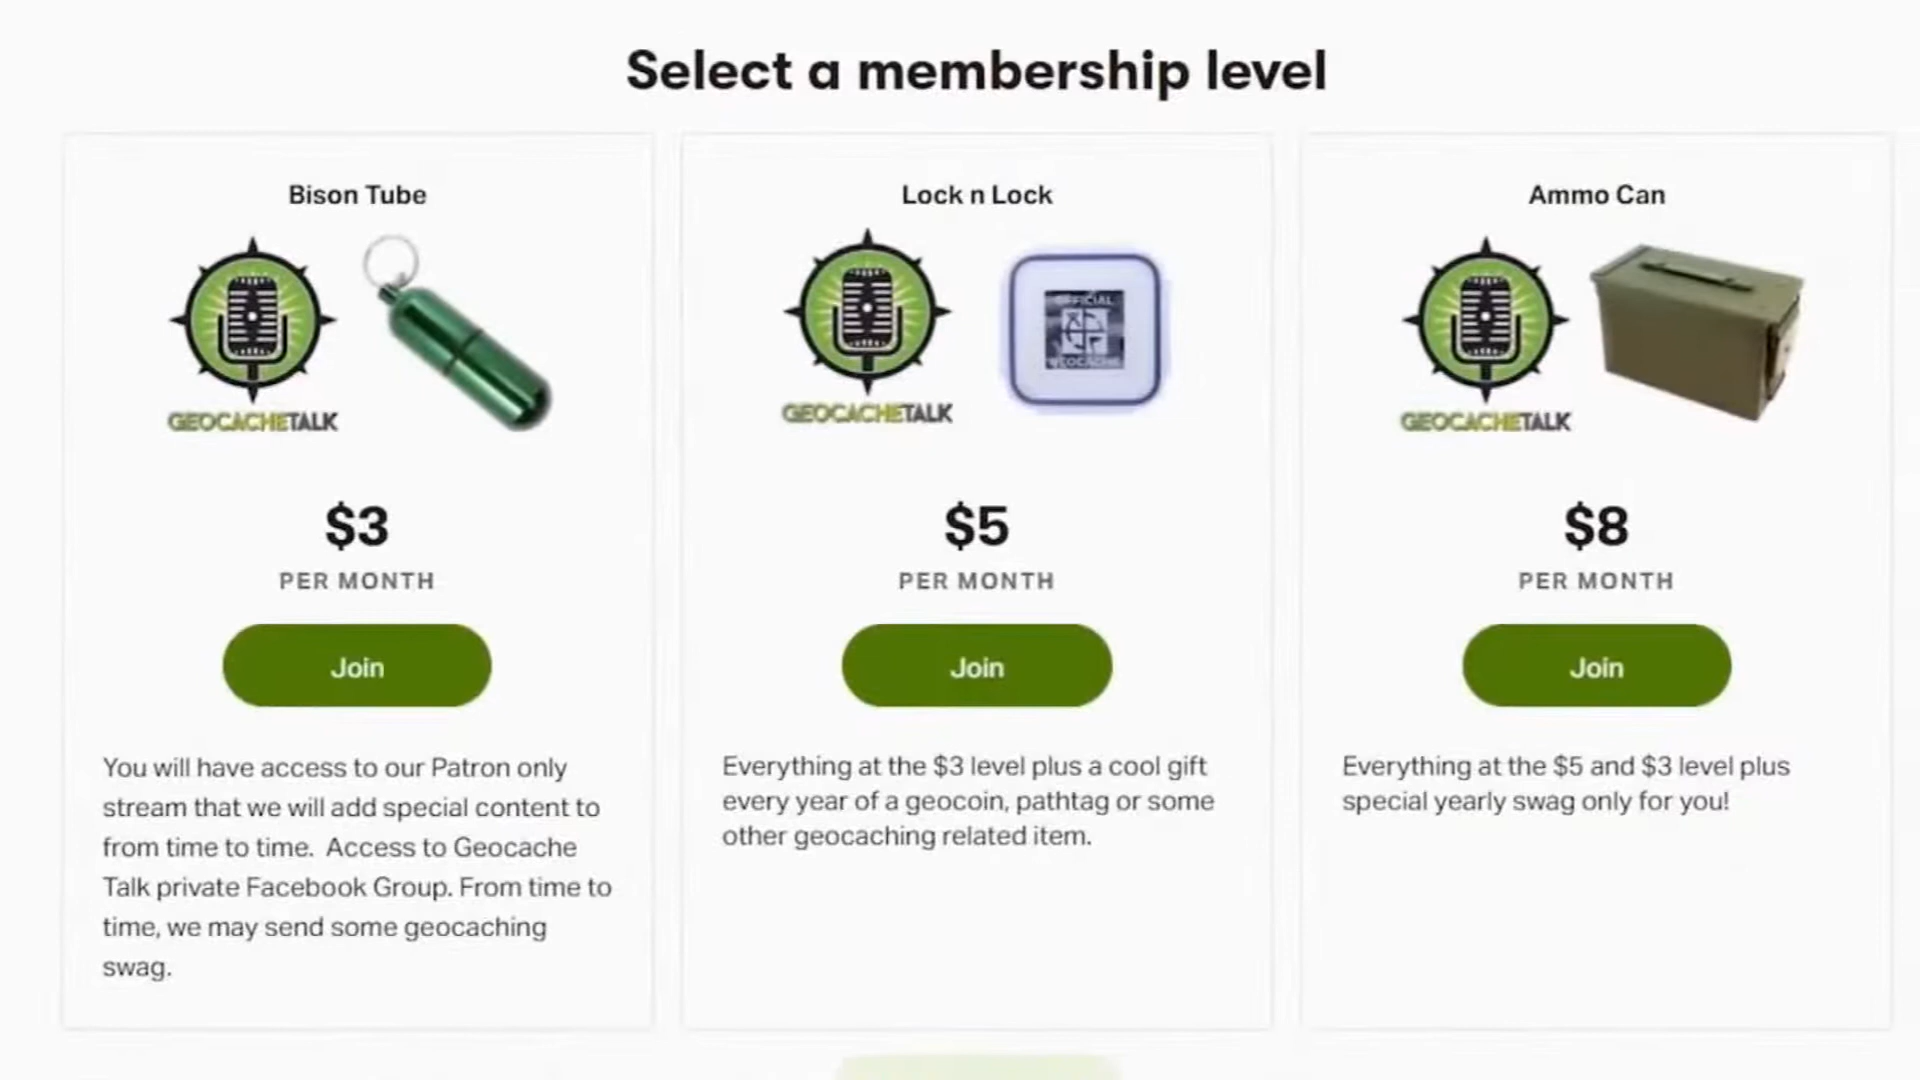 Select a membership level
Bison Tube
GEOCACHETALK
$3
PER MONTH
Join
You will have access to our Patron only
stream that we will add special content to
from time to time.  Access to Geocache
Talk private Facebook Group. From time to
time, we may send some geocaching
swag.
Lock n Lock
GEOCACHETALK
OFFICIAL
GEOCACHE
$5
PER MONTH
Join
Everything at the $3 level plus a cool gift
every year of a geocoin, pathtag or some
other geocaching related item.
Ammo Can
GEOCACHETALK
$8
PER MONTH
Join
Everything at the $5 and $3 level plus
special yearly swag only for you!